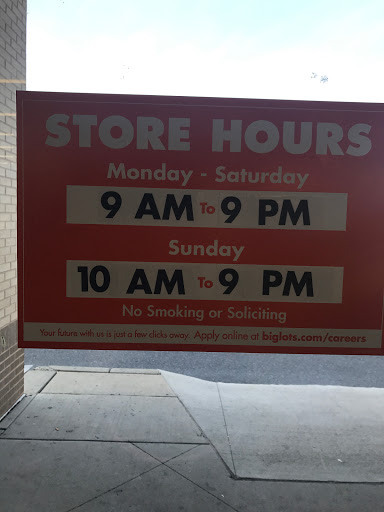 STORE HOURS
Monday - Saturday
9 AM To 9 PM
Sunday
10 AM To 9 PM
No Smoking or Soliciting
Your future with us is just a few clicks away. Apply online at biglots.com/careers